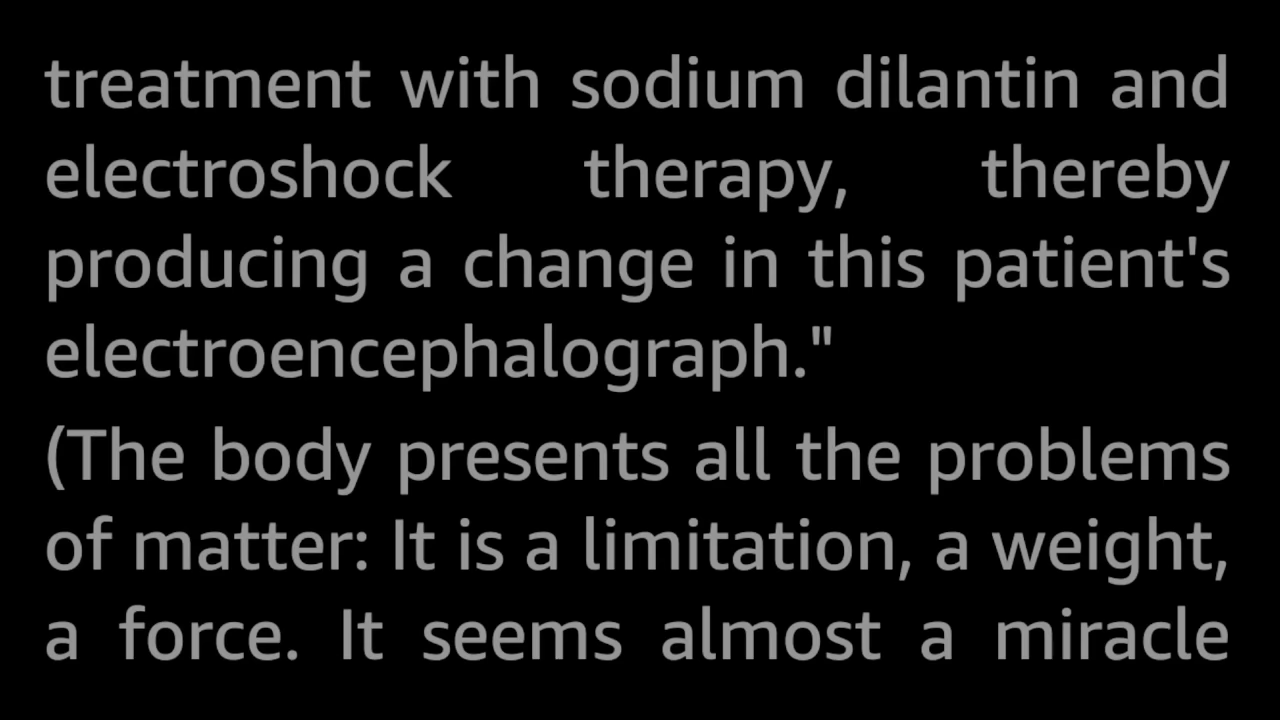 treatment with sodium dilantin and
electroshock therapy, thereby
producing a change in this patient's
electroencephalograph."
(The body presents all the problems
of matter: It is a limitation, a weight,
a force. It seems almost a miracle